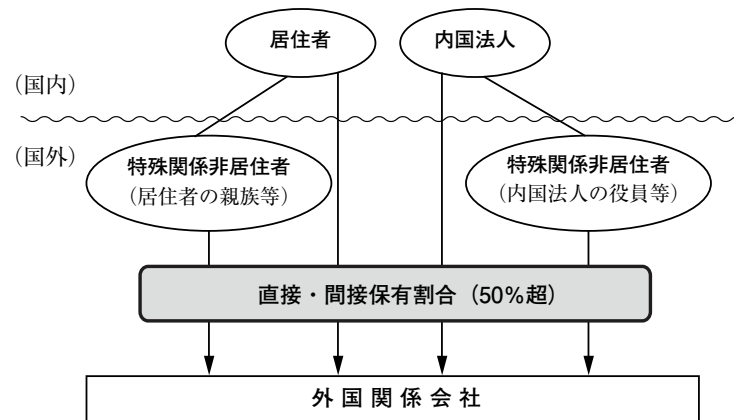 居住者
内国法人
（国内）
（国外）
特殊関係非居住者
（居住者の親族等）
特殊関係非居住者
（内国法人の役員等）
直接・間接保有割合（50％超）
外国関係会社